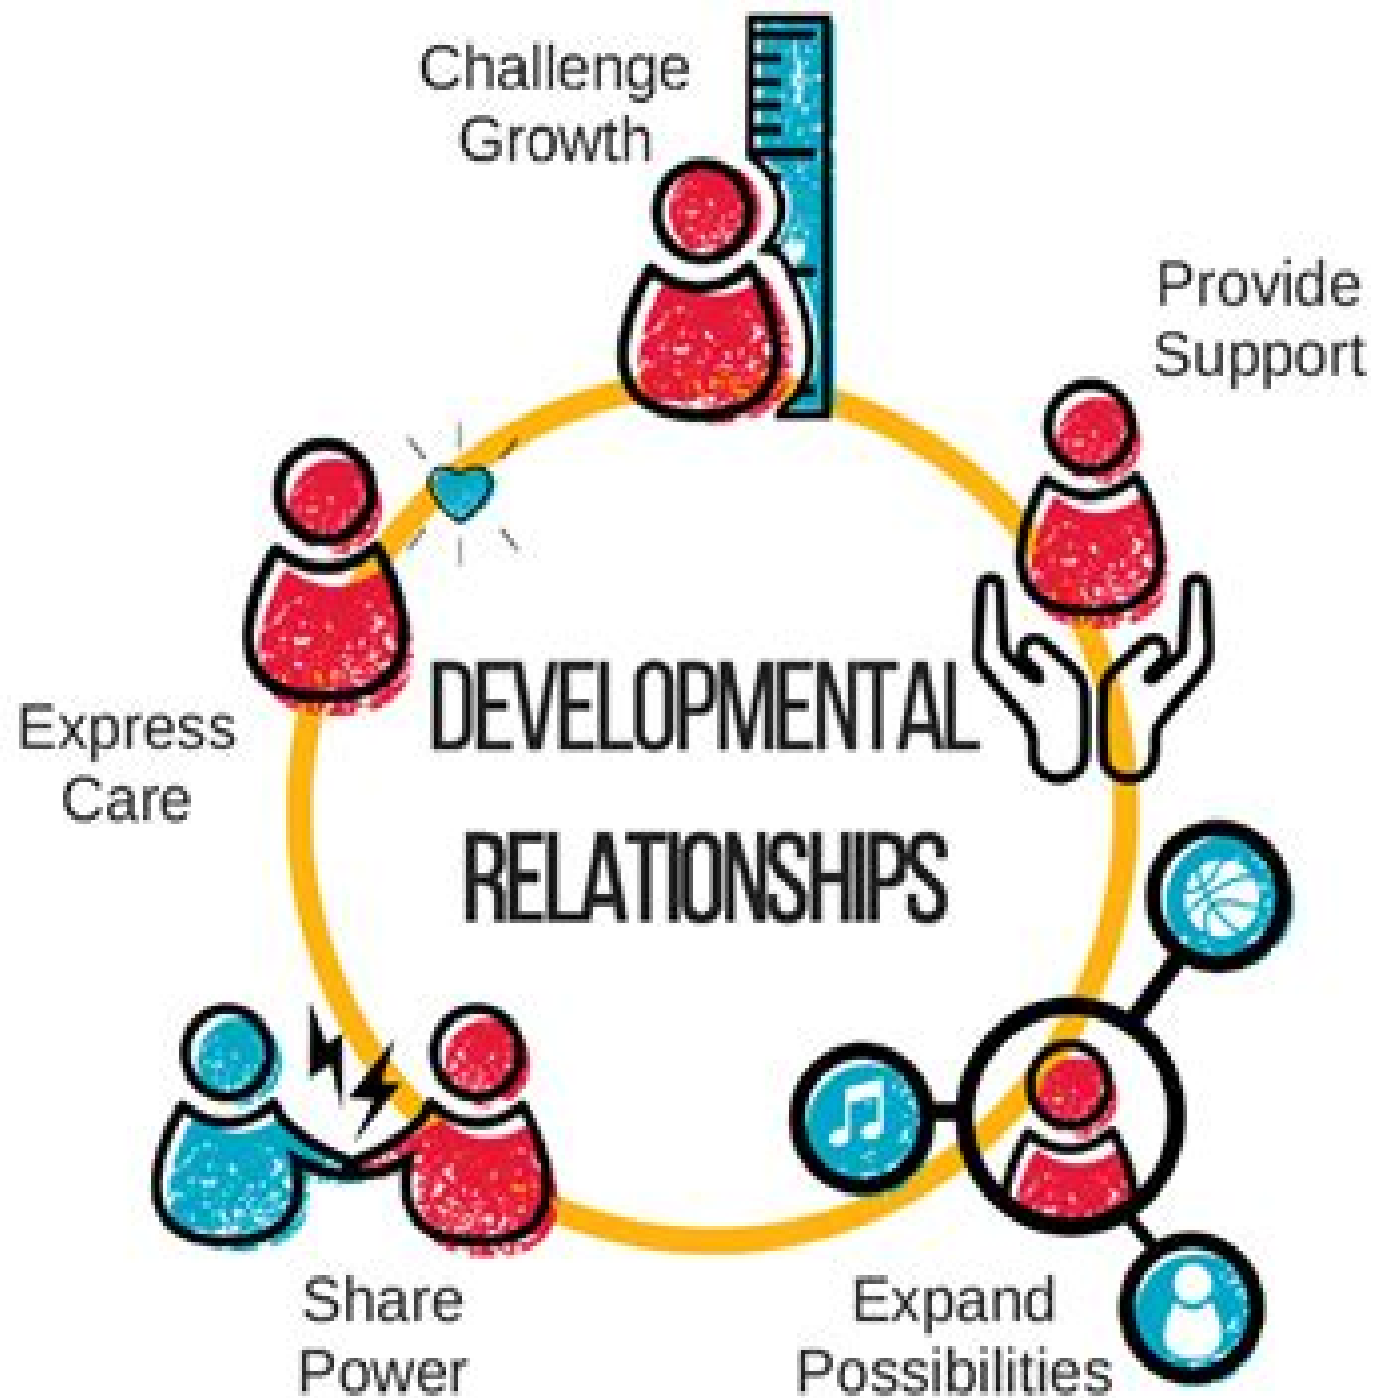 Challenge
Growth
Provide
Support
Express
Care
DEVELOPMENTAL
RELATIONSHIPS
Share
Power
Expand
Possibilities